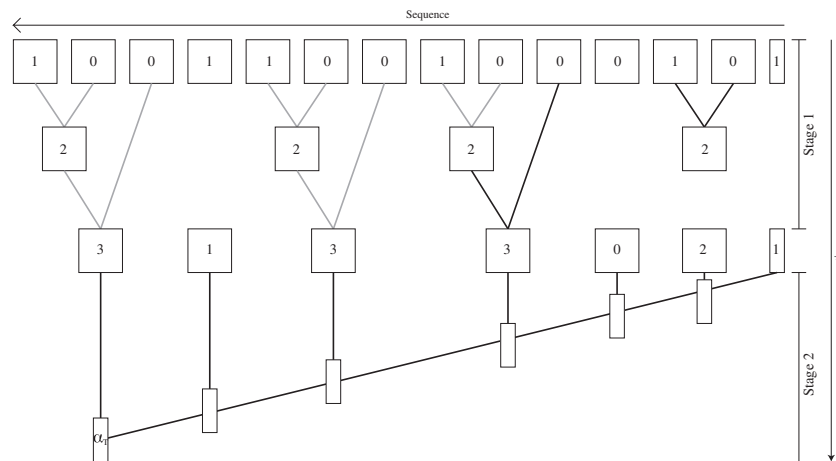 Sequence
1 0 0 1 1 0 0 1 0 0 0 1 0 1
Stage 1
2 2 2 2
3 1 3 3 0 2 1
Stage 2
α_T